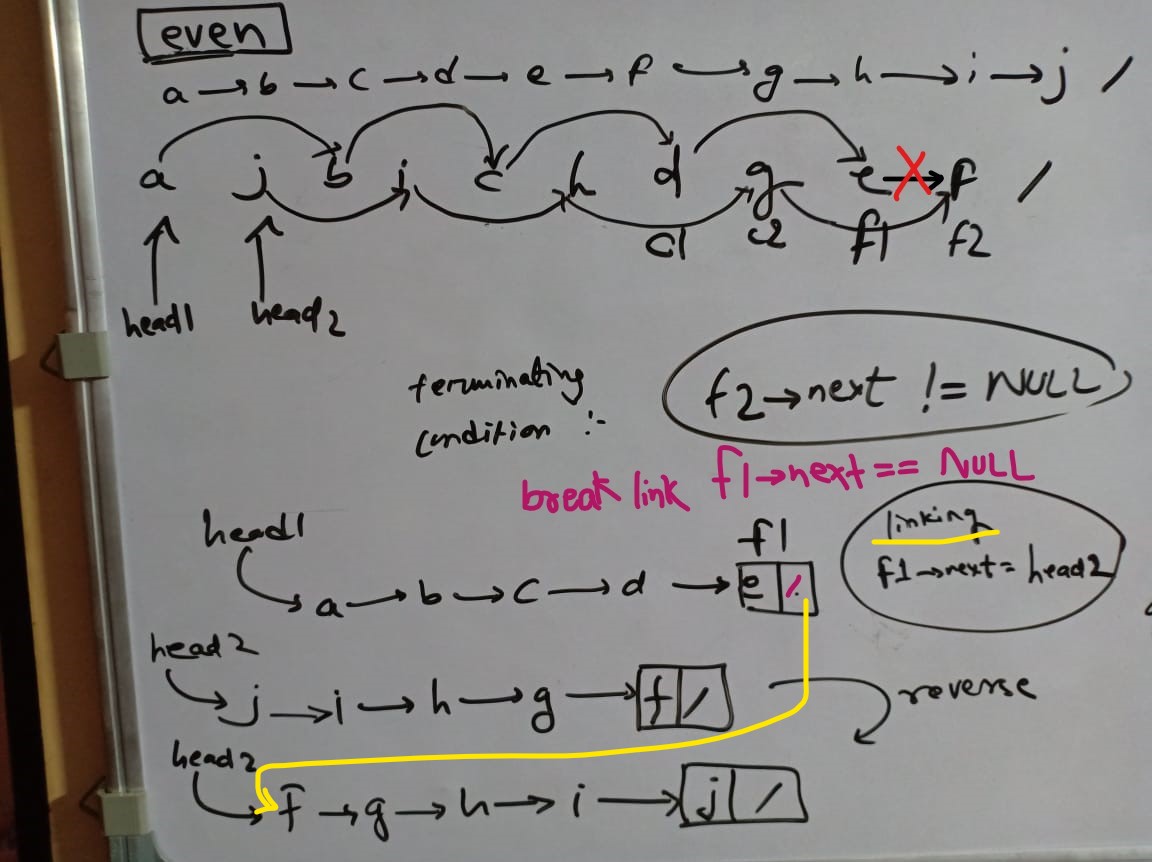 even
a → b → c → d → e → f → g → h → i → j /
a j b i c h d g e X f /
c1 c2 f1 f2
head1 head2
terminating
condition :-
f2→next != NULL
break link f1→next == NULL
head1
f1
a → b → c → d → e /
linking
f1→next = head2
head2
j → i → h → g → f /
reverse
head2
f → g → h → i → j /